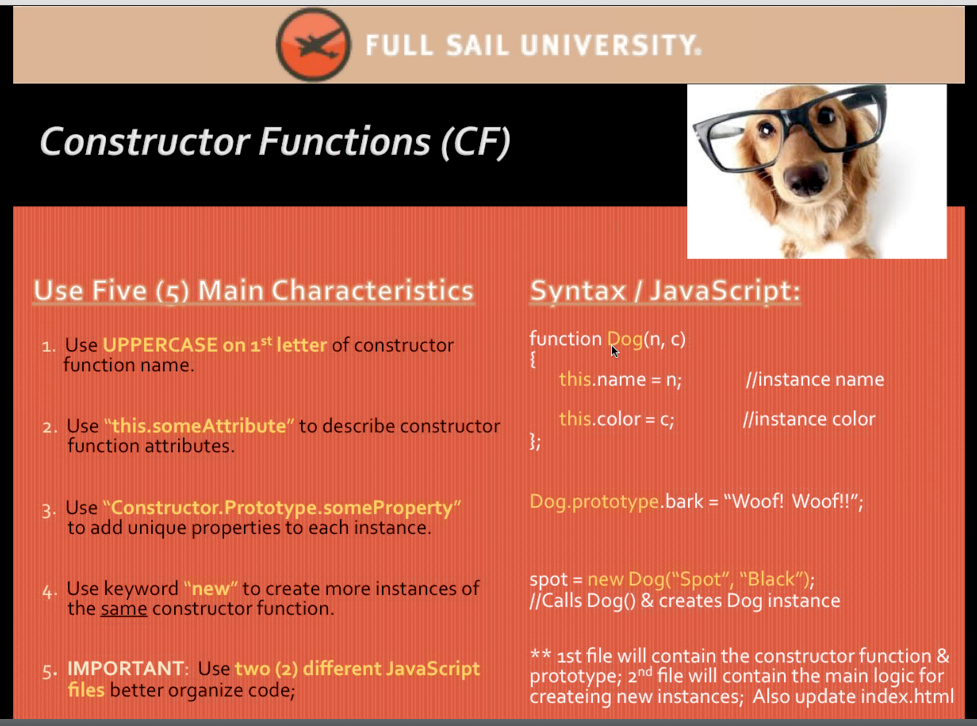 FULL SAIL UNIVERSITY.
Constructor Functions (CF)
Use Five (5) Main Characteristics
1. Use UPPERCASE on 1st letter of constructor
function name.
2. Use “this.someAttribute” to describe constructor
function attributes.
3. Use “Constructor.Prototype.someProperty”
to add unique properties to each instance.
4. Use keyword “new” to create more instances of
the same constructor function.
5. IMPORTANT: Use two (2) different JavaScript
files better organize code;
Syntax / JavaScript:
function Dog(n, c)
{
this.name = n; //instance name
this.color = c; //instance color
};
Dog.prototype.bark = “Woof! Woof!!”;
spot = new Dog(“Spot”, “Black”);
//Calls Dog() & creates Dog instance
** 1st file will contain the constructor function &
prototype; 2nd file will contain the main logic for
createing new instances; Also update index.html